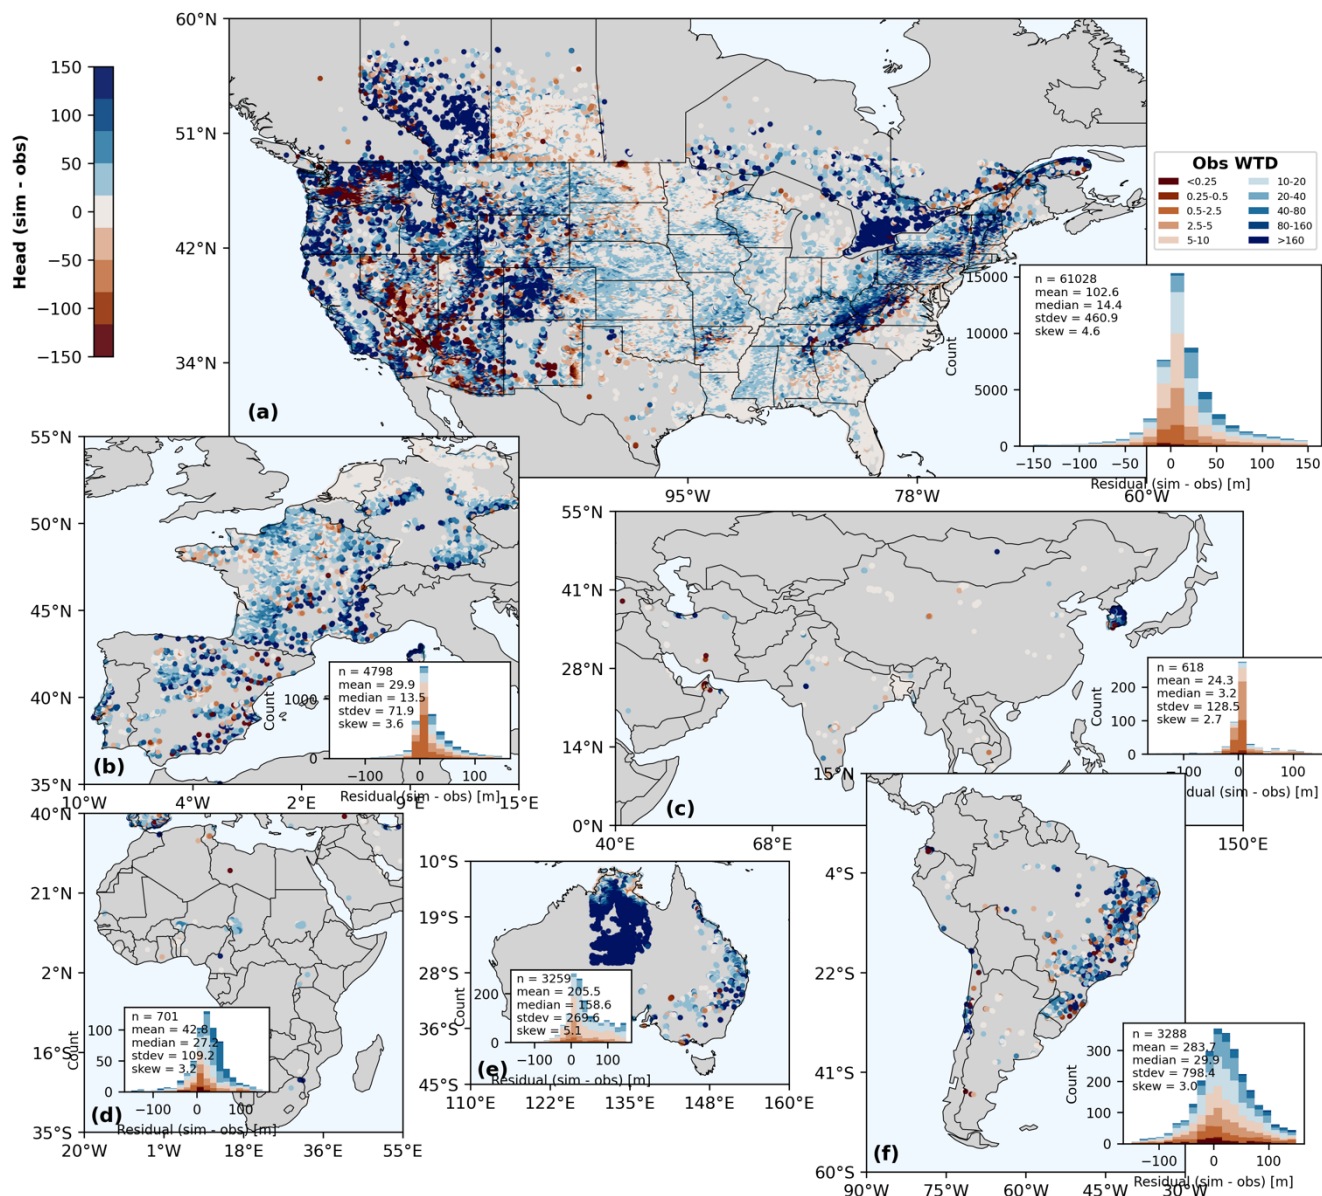 60°N
51°N
42°N
34°N
95°W
78°W
60°W
150
100
50
0
−50
−100
−150
Head (sim - obs)
(a)
Obs WTD
<0.25
0.25-0.5
0.5-2.5
2.5-5
5-10
10-20
20-40
40-80
80-160
>160
n = 61028
mean = 102.6
median = 14.4
stdev = 460.9
skew = 4.6
15000
10000
5000
0
Count
−150
−100
−50
0
50
100
150
Residual (sim - obs) [m]
55°N
50°N
45°N
40°N
35°N
10°W
4°W
2°E
9°E
15°E
(b)
n = 4798
mean = 29.9
median = 13.5
stdev = 71.9
skew = 3.6
1000
0
Count
−100
0
100
Residual (sim - obs) [m]
55°N
41°N
28°N
14°N
0°N
40°E
68°E
150°E
(c)
n = 618
mean = 24.3
median = 3.2
stdev = 128.5
skew = 2.7
200
100
0
Count
−100
0
100
dual (sim - obs) [m]
40°N
21°N
2°N
16°S
35°S
20°W
1°W
18°E
36°E
55°E
(d)
n = 701
mean = 42.8
median = 27.2
stdev = 109.2
skew = 3.2
100
50
0
Count
−100
0
100
Residual (sim - obs) [m]
10°S
19°S
28°S
36°S
45°S
110°E
122°E
135°E
148°E
160°E
(e)
n = 3259
mean = 205.5
median = 158.6
stdev = 269.6
skew = 5.1
200
0
Count
−100
0
100
Residual (sim - obs) [m]
15°N
4°S
22°S
41°S
60°S
90°W
75°W
60°W
45°W
30°W
(f)
n = 3288
mean = 283.7
median = 29.9
stdev = 798.4
skew = 3.0
300
200
100
0
Count
−100
0
100
Residual (sim - obs) [m]